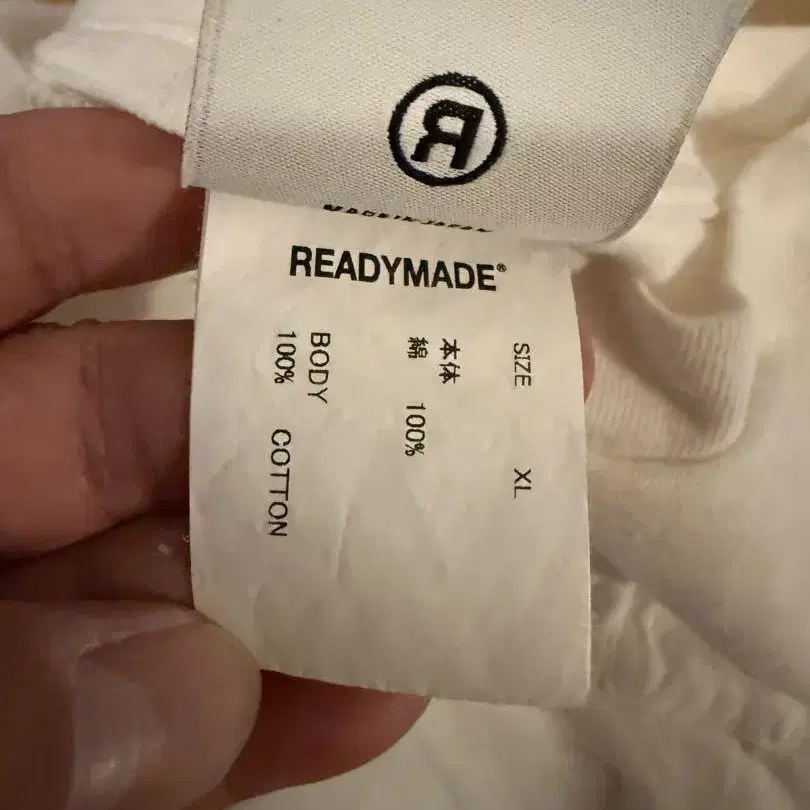 R
READYMADE®
SIZE XL
本体
綿 100%
BODY
100% COTTON